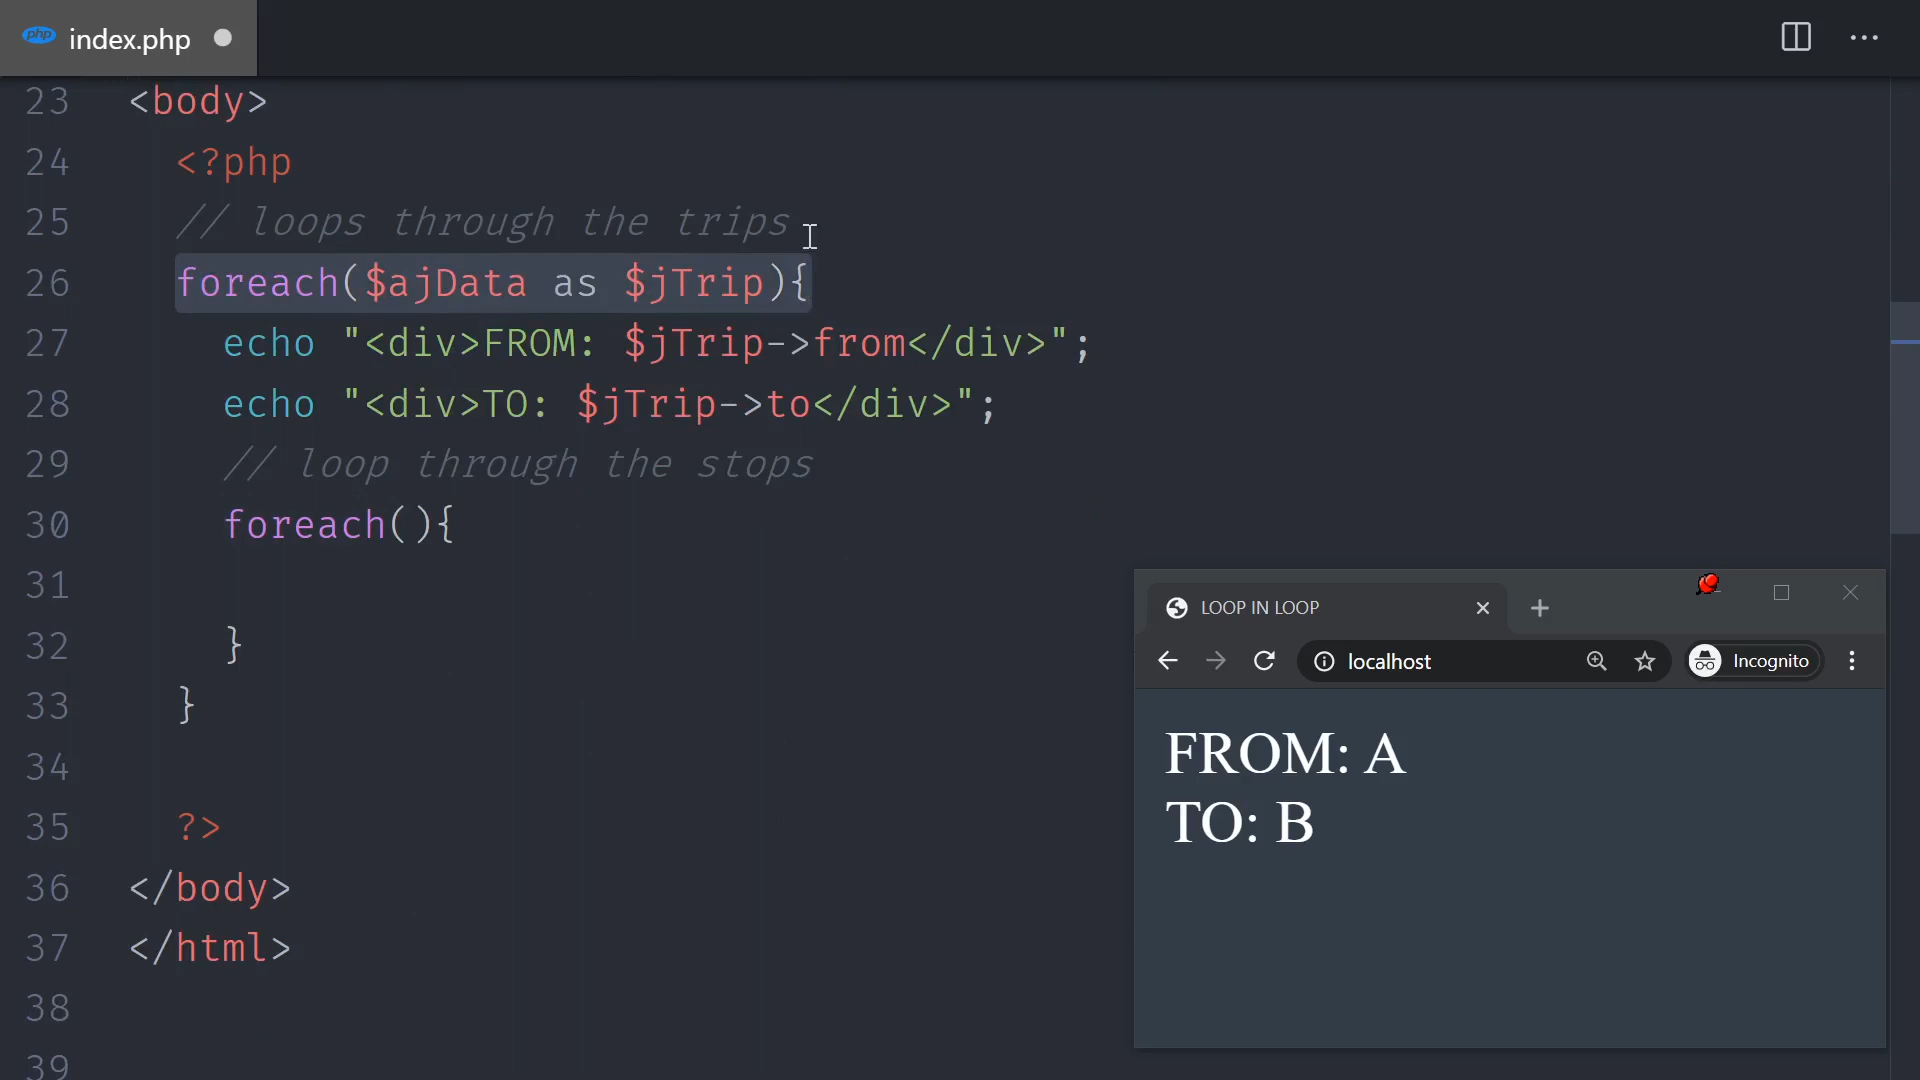 php index.php
23 <body>
24 <?php
25 // loops through the trips
26 foreach($ajData as $jTrip){
27 echo "<div>FROM: $jTrip->from</div>";
28 echo "<div>TO: $jTrip->to</div>";
29 // loop through the stops
30 foreach(){
31
32 }
33 }
34
35 ?>
36 </body>
37 </html>
38
39
LOOP IN LOOP
localhost Incognito
FROM: A
TO: B